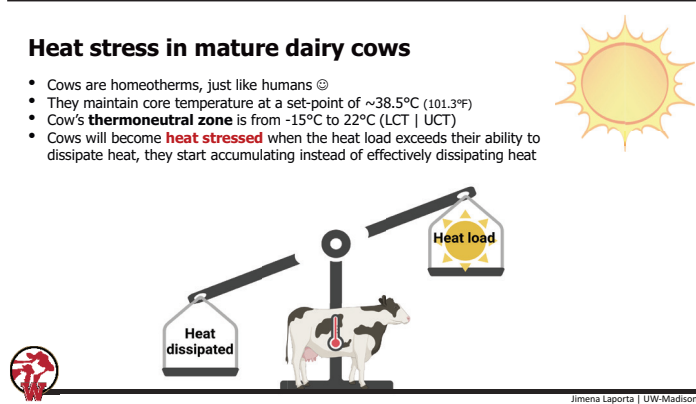 Heat stress in mature dairy cows
• Cows are homeotherms, just like humans ☺
• They maintain core temperature at a set-point of ~38.5°C (101.3°F)
• Cow's thermoneutral zone is from -15°C to 22°C (LCT | UCT)
• Cows will become heat stressed when the heat load exceeds their ability to
dissipate heat, they start accumulating instead of effectively dissipating heat
Heat load
Heat
dissipated
W
Jimena Laporta | UW-Madison